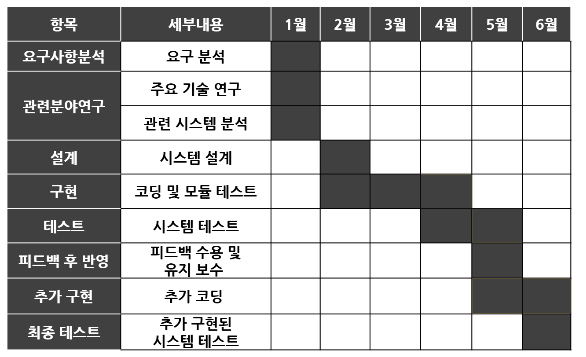 항목 세부내용 1월 2월 3월 4월 5월 6월
요구사항분석 요구 분석
관련분야연구 주요 기술 연구
관련 시스템 분석
설계 시스템 설계
구현 코딩 및 모듈 테스트
테스트 시스템 테스트
피드백 후 반영 피드백 수용 및
유지 보수
추가 구현 추가 코딩
최종 테스트 추가 구현된
시스템 테스트